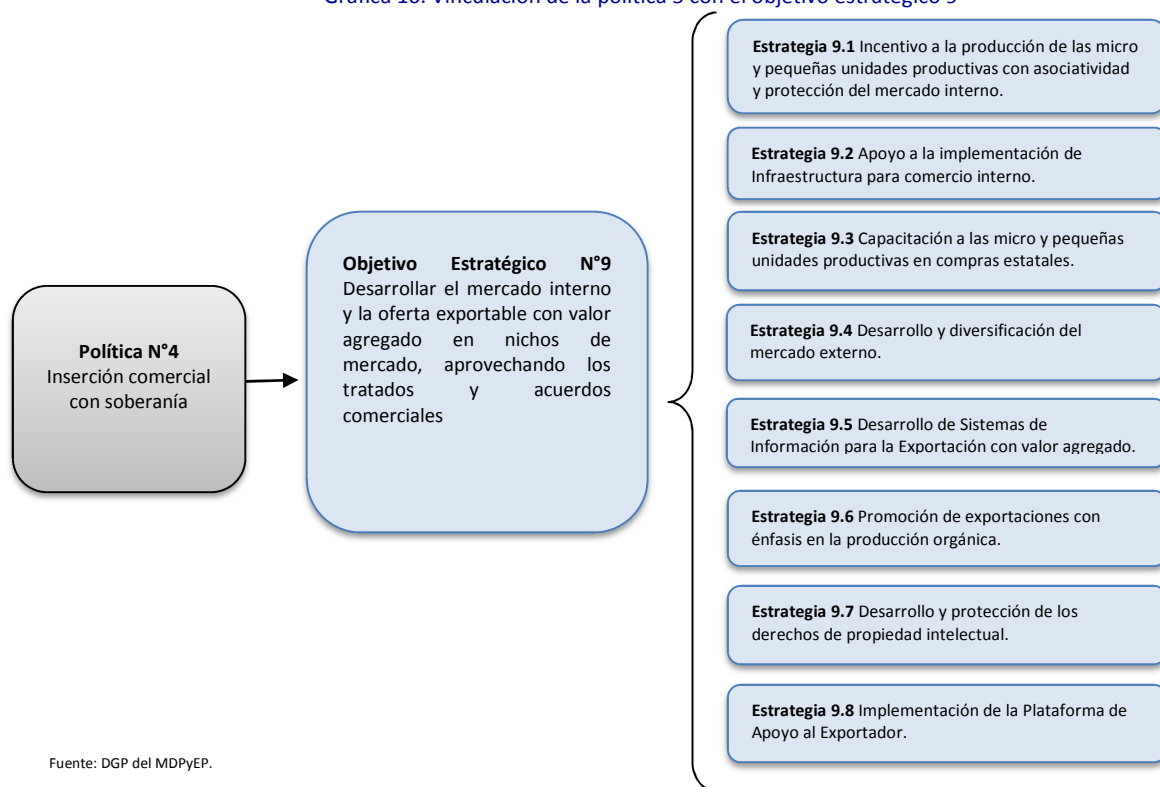 Gráfica 10: Vinculación de la política 5 con el objetivo estratégico 9
Estrategia 9.1 Incentivo a la producción de las micro
y pequeñas unidades productivas con asociatividad
y protección del mercado interno.
Estrategia 9.2 Apoyo a la implementación de
Infraestructura para comercio interno.
Estrategia 9.3 Capacitación a las micro y pequeñas
unidades productivas en compras estatales.
Objetivo Estratégico N°9
Desarrollar el mercado interno
y la oferta exportable con valor
agregado en nichos de
mercado, aprovechando los
tratados y acuerdos
comerciales
Política N°4
Inserción comercial
con soberanía
Estrategia 9.4 Desarrollo y diversificación del
mercado externo.
Estrategia 9.5 Desarrollo de Sistemas de
Información para la Exportación con valor agregado.
Estrategia 9.6 Promoción de exportaciones con
énfasis en la producción orgánica.
Estrategia 9.7 Desarrollo y protección de los
derechos de propiedad intelectual.
Estrategia 9.8 Implementación de la Plataforma de
Apoyo al Exportador.
Fuente: DGP del MDPyEP.